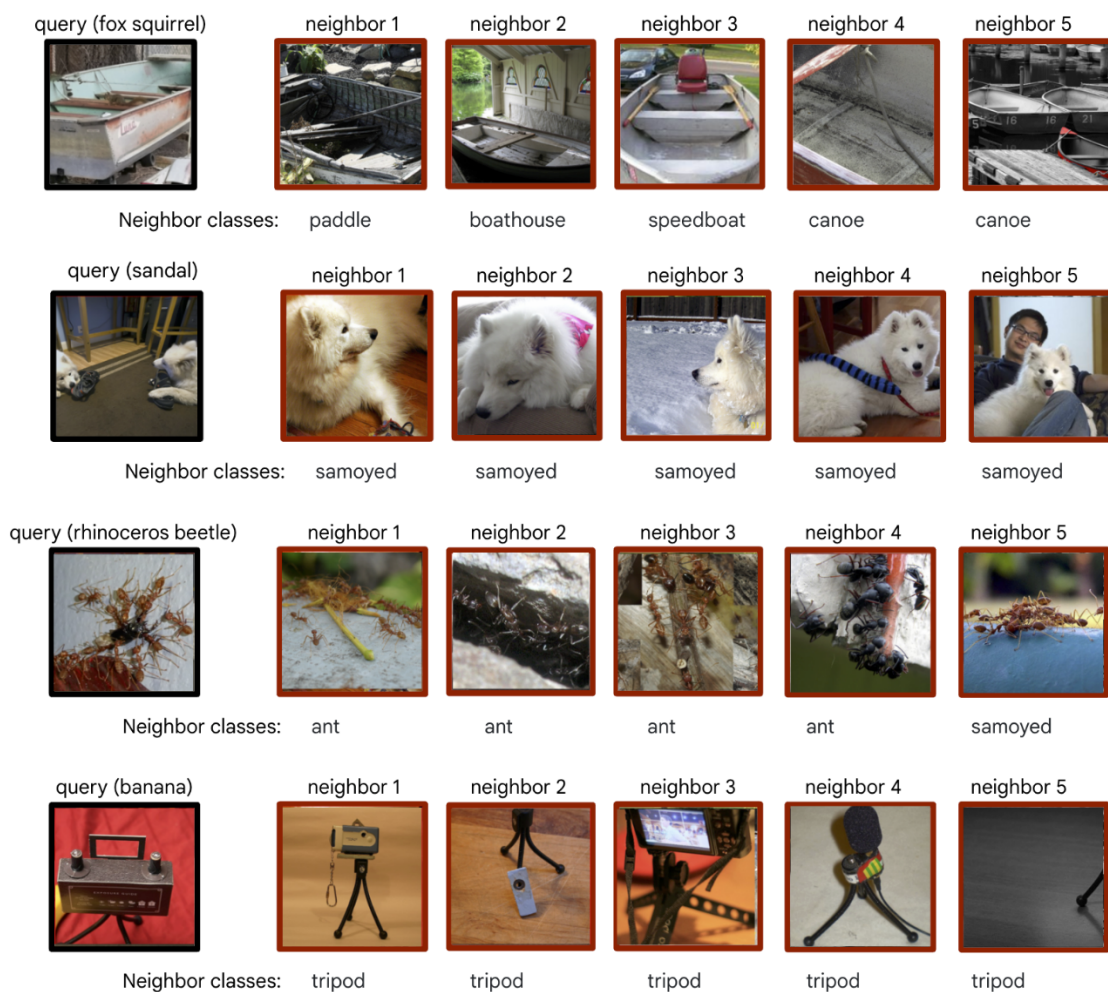 query (fox squirrel) neighbor 1 neighbor 2 neighbor 3 neighbor 4 neighbor 5
5 16 16 21
Neighbor classes: paddle boathouse speedboat canoe canoe
query (sandal) neighbor 1 neighbor 2 neighbor 3 neighbor 4 neighbor 5
Neighbor classes: samoyed samoyed samoyed samoyed samoyed
query (rhinoceros beetle) neighbor 1 neighbor 2 neighbor 3 neighbor 4 neighbor 5
Neighbor classes: ant ant ant ant samoyed
query (banana) neighbor 1 neighbor 2 neighbor 3 neighbor 4 neighbor 5
Neighbor classes: tripod tripod tripod tripod tripod